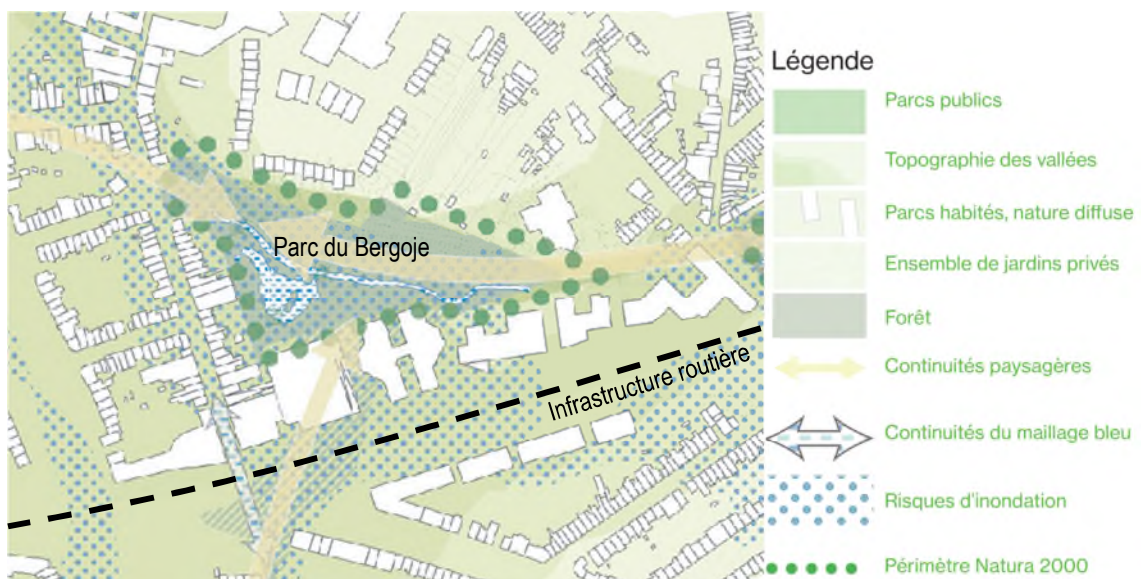 Parc du Bergoje
Infrastructure routière
Légende
Parcs publics
Topographie des vallées
Parcs habités, nature diffuse
Ensemble de jardins privés
Forêt
Continuités paysagères
Continuités du maillage bleu
Risques d'inondation
Périmètre Natura 2000